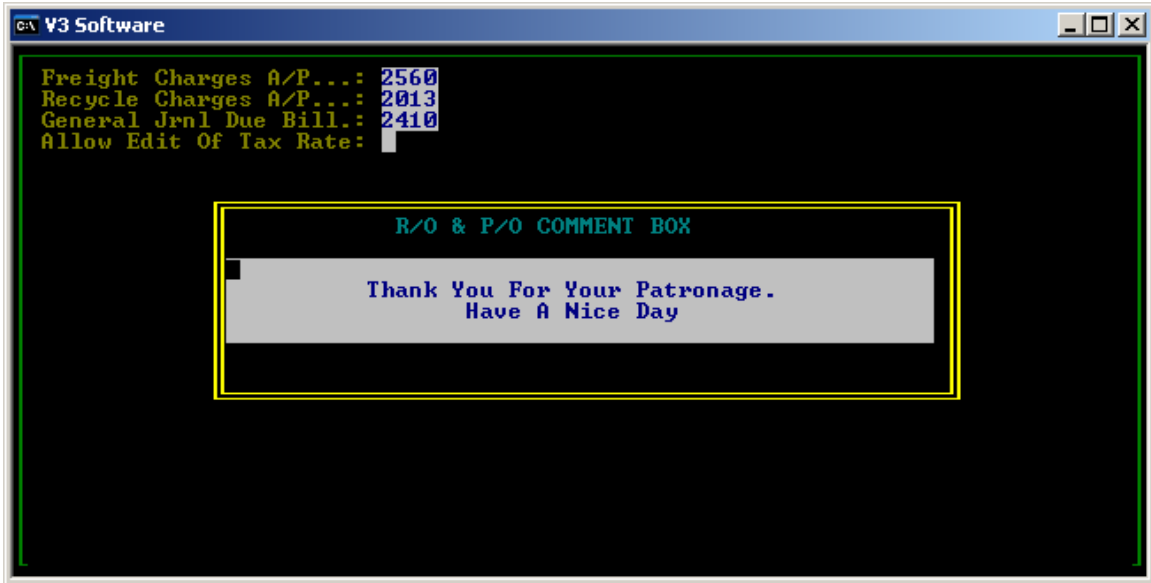 V3 Software
Freight Charges A/P...: 2560
Recycle Charges A/P...: 2013
General Jrnl Due Bill.: 2410
Allow Edit Of Tax Rate:
R/O & P/O COMMENT BOX
Thank You For Your Patronage.
Have A Nice Day